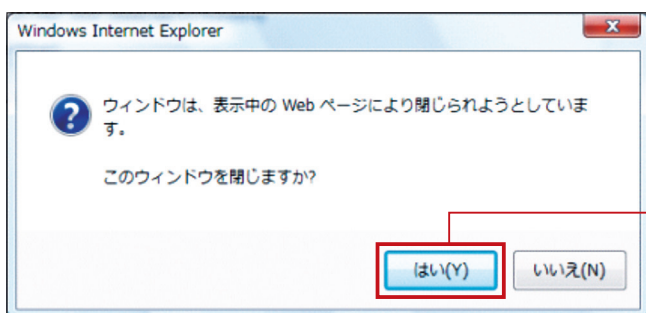 Windows Internet Explorer
ウィンドウは、表示中の Web ページにより閉じられようとしていま
す。
このウィンドウを閉じますか?
はい(Y)
いいえ(N)